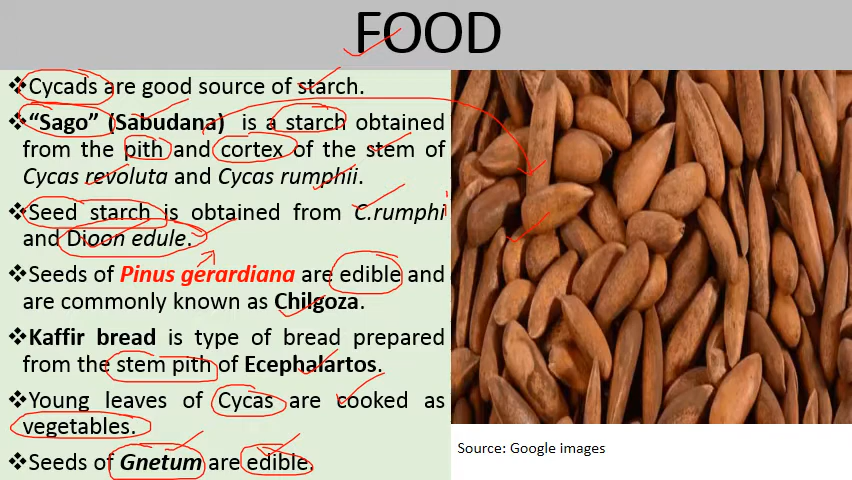 FOOD
❖Cycads are good source of starch.
❖“Sago” (Sabudana) is a starch obtained
from the pith and cortex of the stem of
Cycas revoluta and Cycas rumphii.
❖Seed starch is obtained from C.rumphi
and Dioon edule.
❖Seeds of Pinus gerardiana are edible and
are commonly known as Chilgoza.
❖Kaffir bread is type of bread prepared
from the stem pith of Ecephalartos.
❖Young leaves of Cycas are cooked as
vegetables.
❖Seeds of Gnetum are edible.
Source: Google images